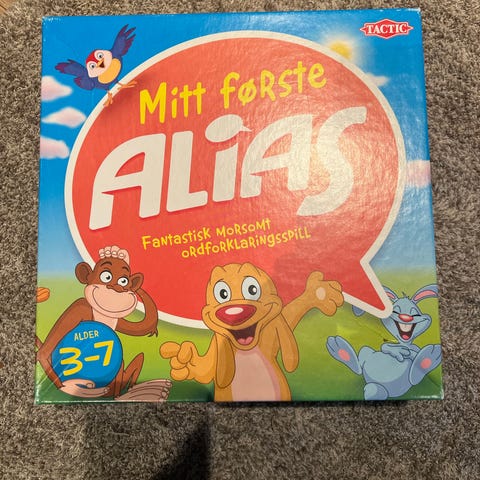 TACTIC
Mitt første
ALiAS
Fantastisk morsomt
ordforklaringsspill
ALDER
3-7